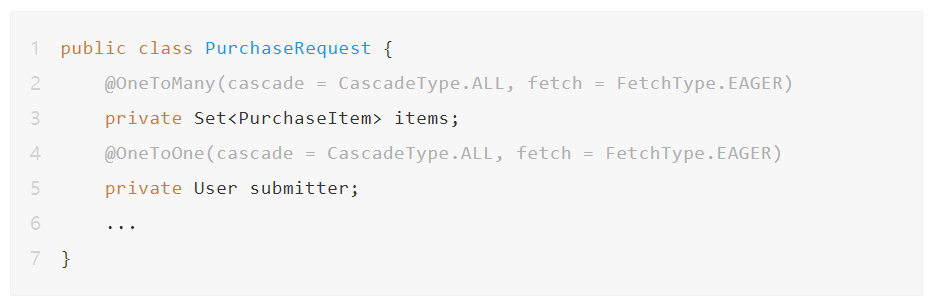 1 public class PurchaseRequest {
2     @OneToMany(cascade = CascadeType.ALL, fetch = FetchType.EAGER)
3     private Set<PurchaseItem> items;
4     @OneToOne(cascade = CascadeType.ALL, fetch = FetchType.EAGER)
5     private User submitter;
6     ...
7 }